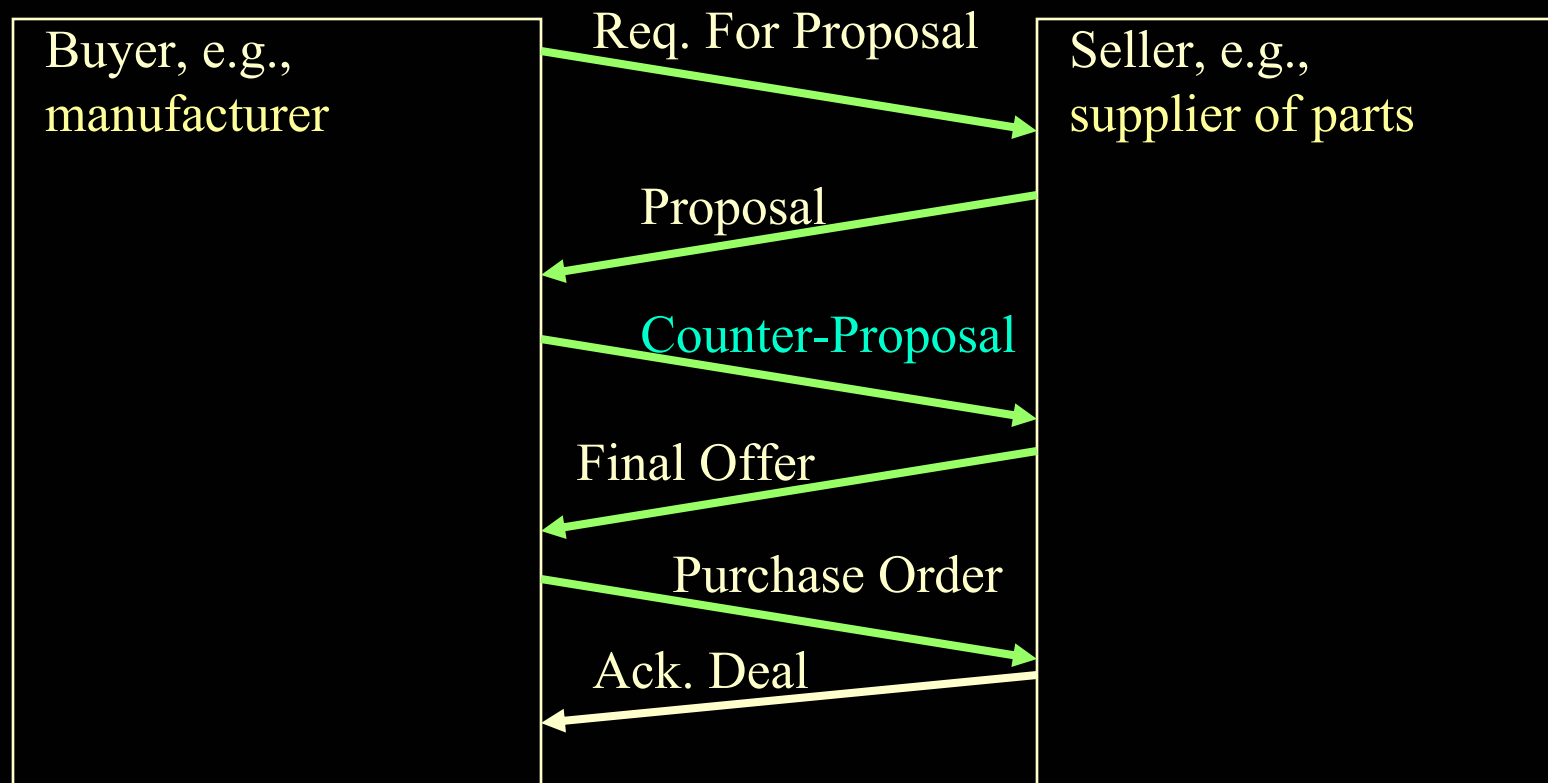 Buyer, e.g.,
manufacturer
Req. For Proposal
Seller, e.g.,
supplier of parts
Proposal
Counter-Proposal
Final Offer
Purchase Order
Ack. Deal